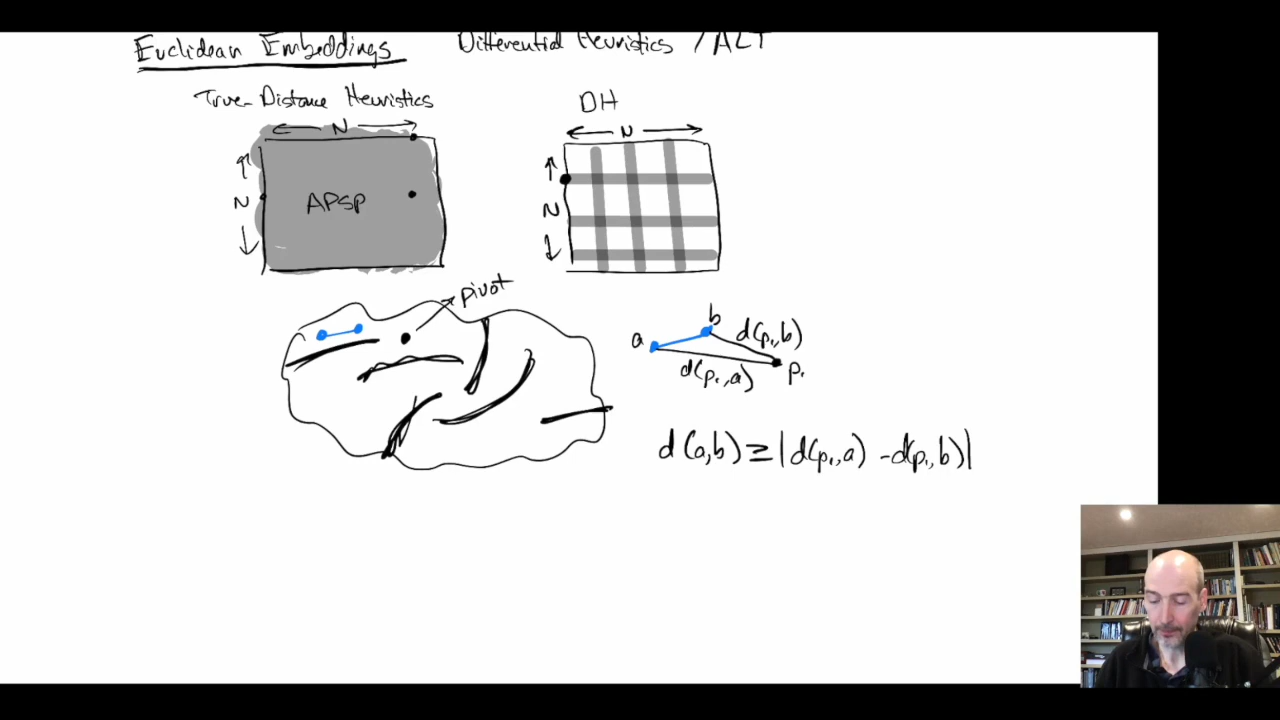 Euclidean Embeddings Differential Heuristics / ALT
True-Distance Heuristics DH
N N
N APSP N
pivot
a b d(p₁,b)
d(p₁,a) p₁
d(a,b) ≥ |d(p₁,a) - d(p₁,b)|